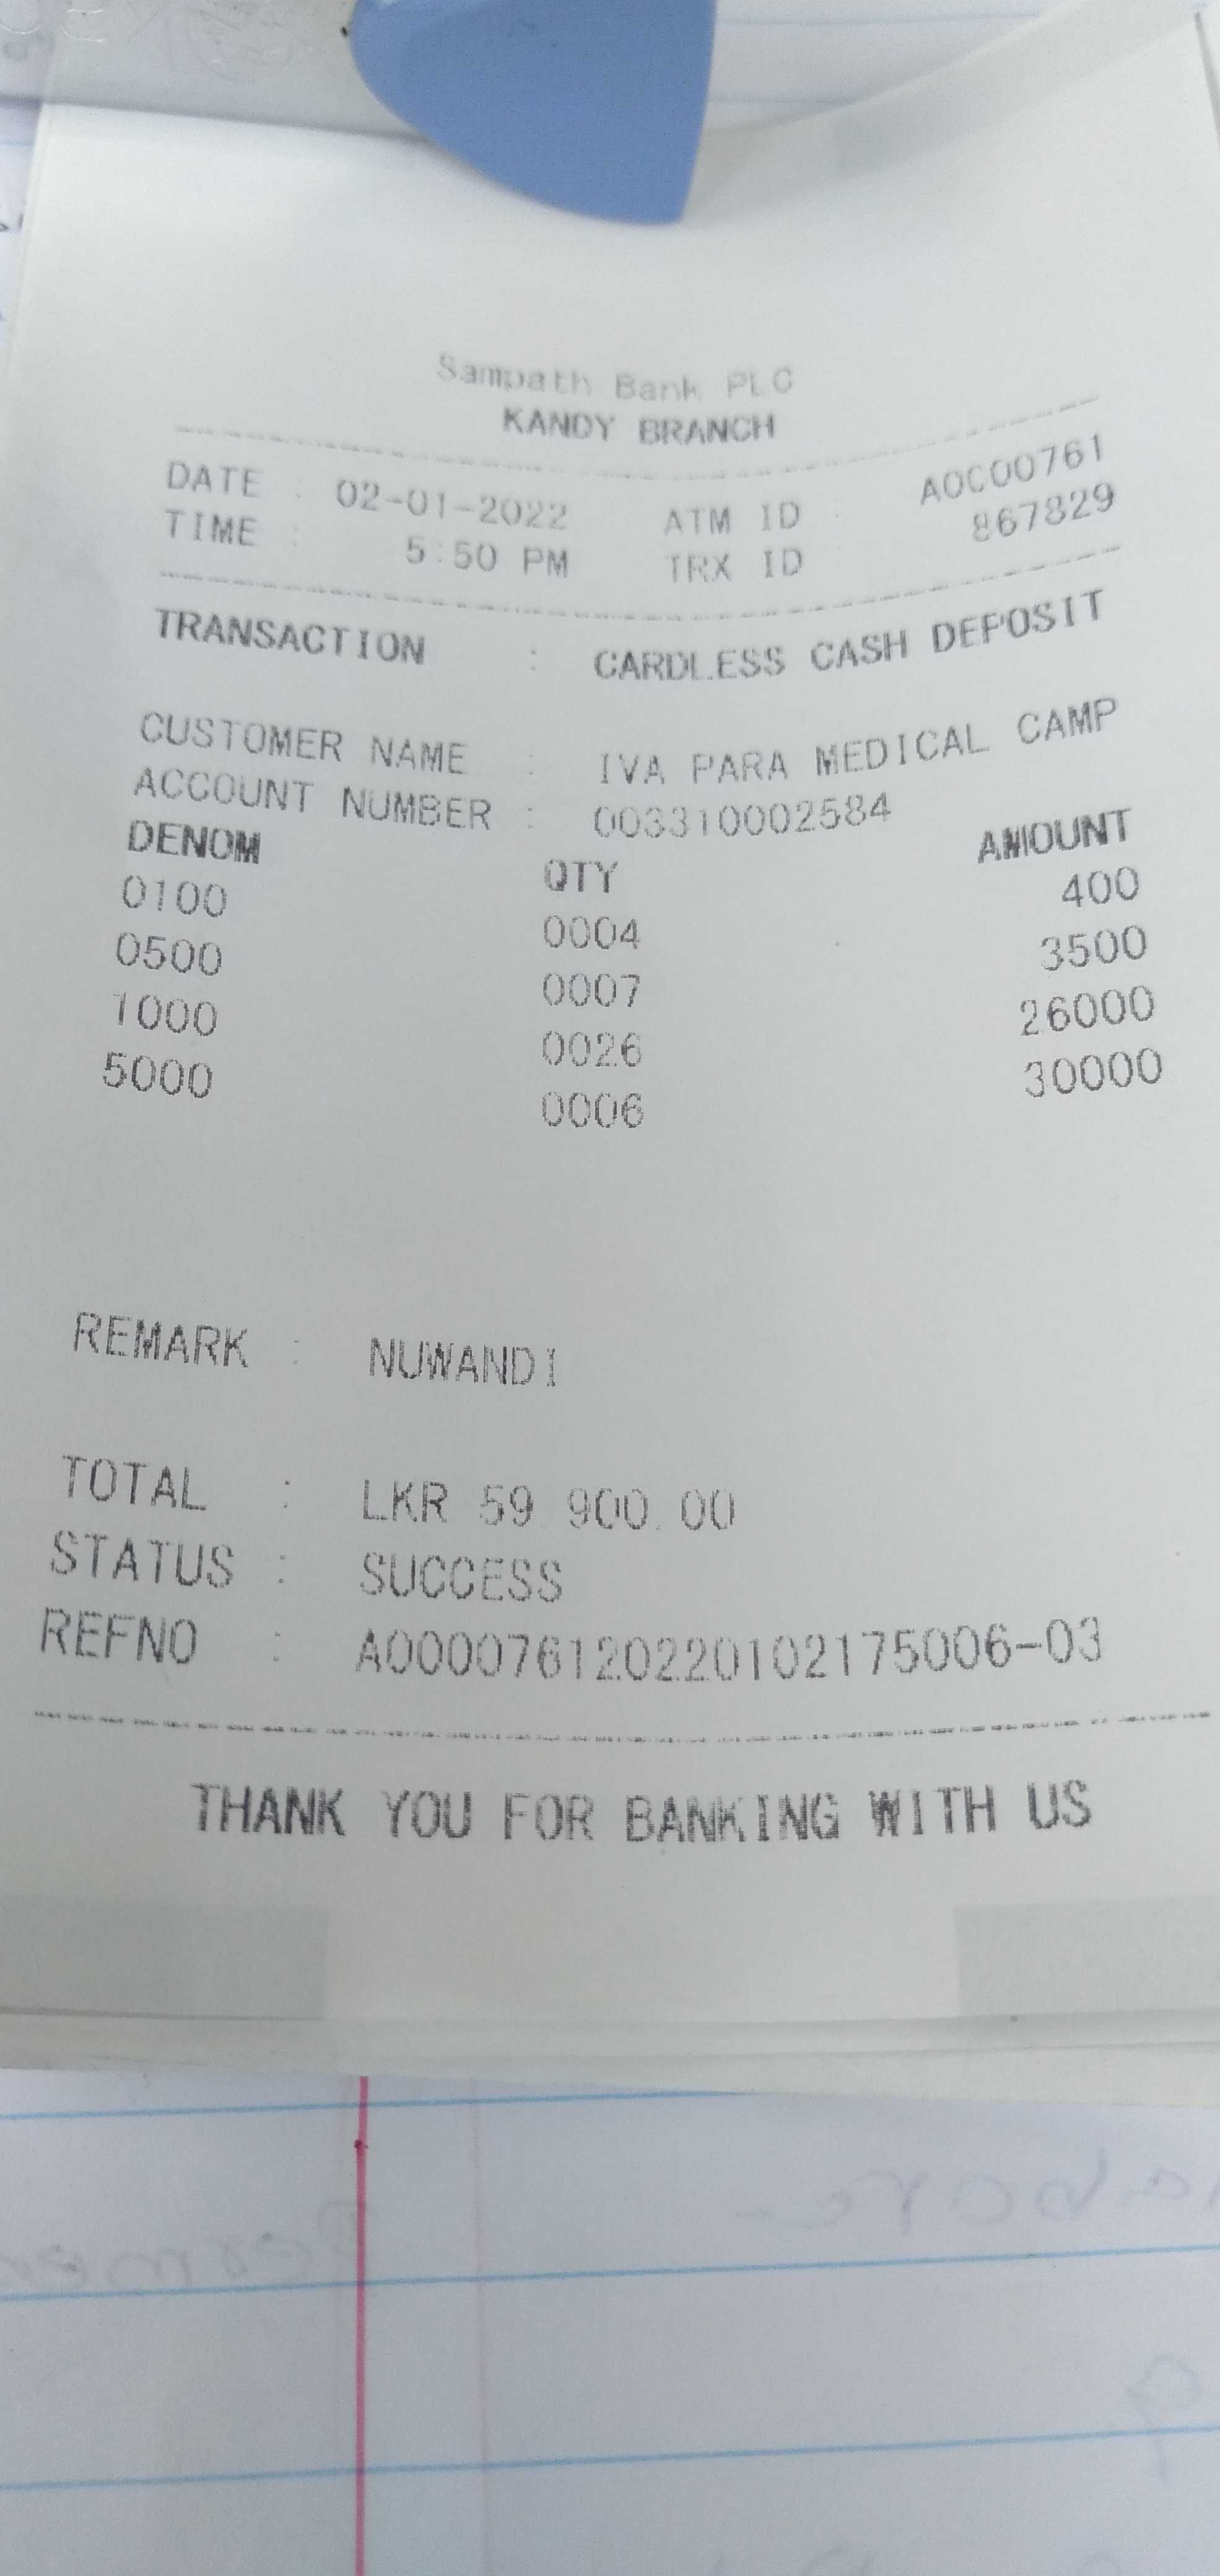 Sampath Bank PLC
KANDY BRANCH
DATE : 02-01-2022 ATM ID : A0C00761
TIME : 5:50 PM TRX ID 867829
TRANSACTION : CARDLESS CASH DEPOSIT
CUSTOMER NAME : IVA PARA MEDICAL CAMP
ACCOUNT NUMBER : 003310002584
DENOM QTY AMOUNT
0100 0004 400
0500 0007 3500
1000 0026 26000
5000 0006 30000
REMARK : NUWANDI
TOTAL : LKR 59 900.00
STATUS : SUCCESS
REFNO : A000076120220102175006-03
THANK YOU FOR BANKING WITH US